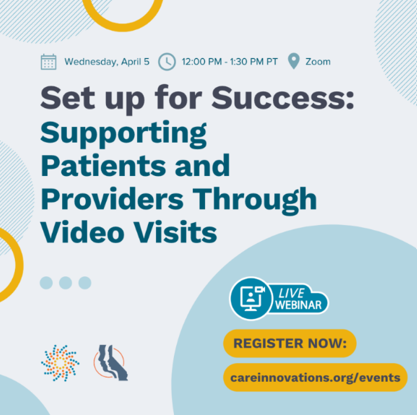 Wednesday, April 5 12:00 PM - 1:30 PM PT Zoom
Set up for Success:
Supporting
Patients and
Providers Through
Video Visits
LIVE
WEBINAR
REGISTER NOW:
careinnovations.org/events